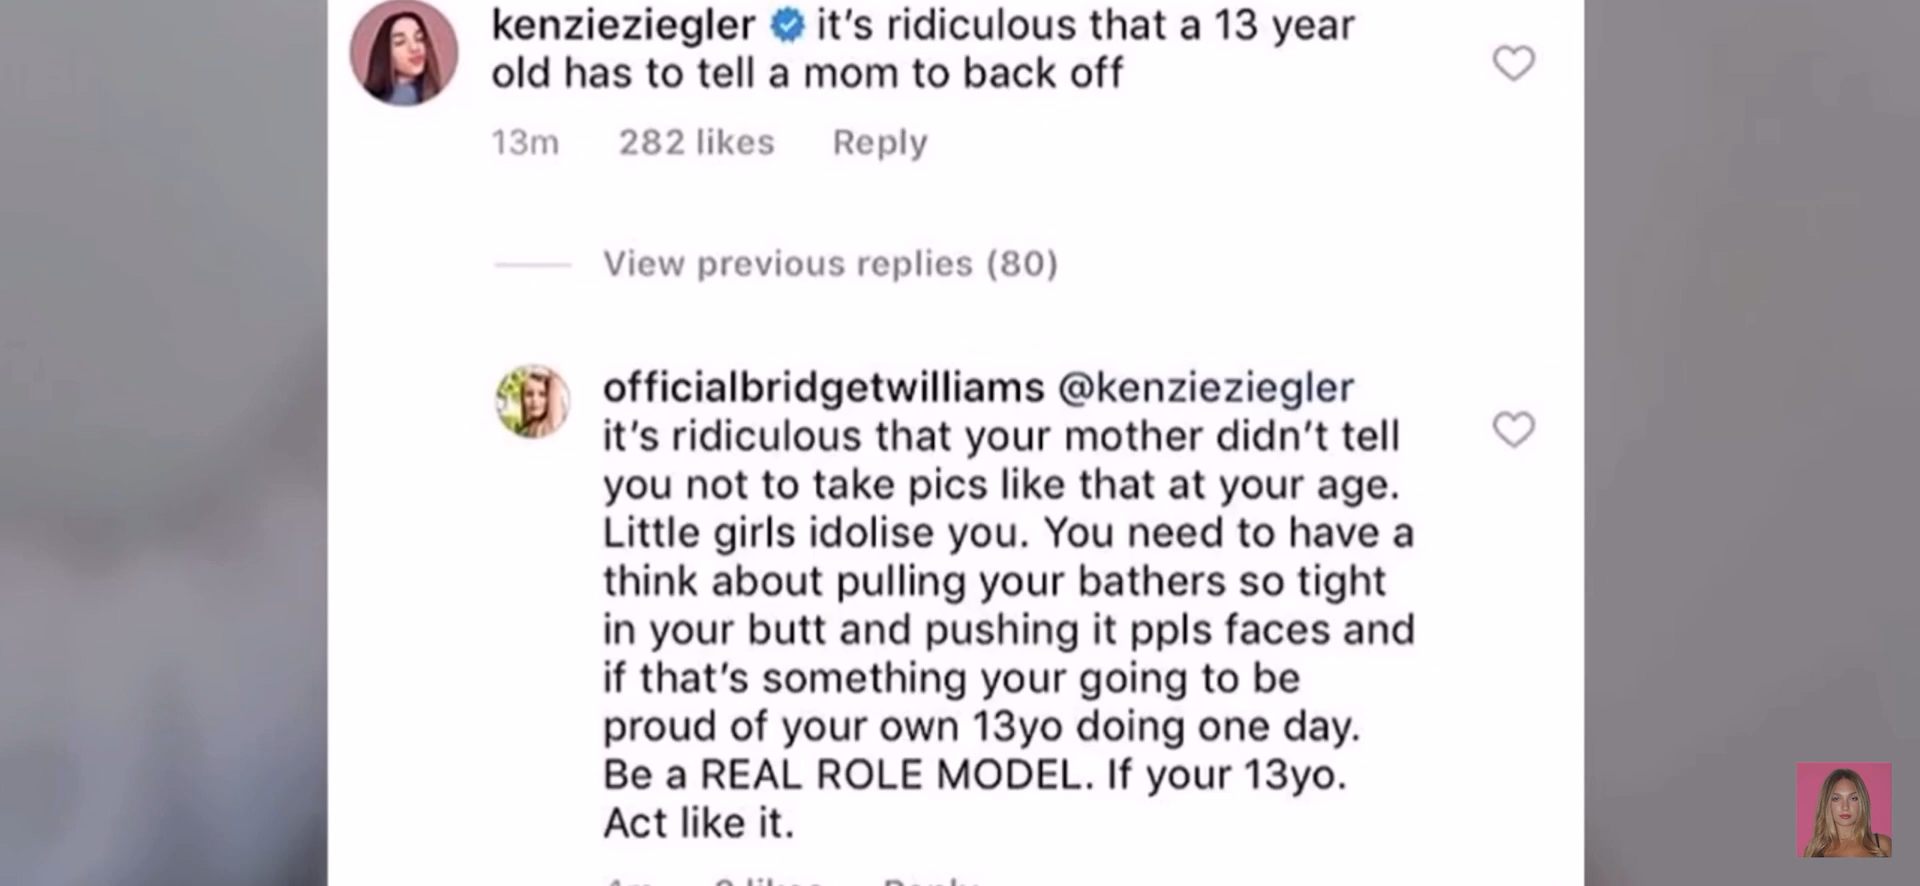 kenzieziegler it's ridiculous that a 13 year
old has to tell a mom to back off
13m 282 likes Reply
View previous replies (80)
officialbridgetwilliams @kenzieziegler
it's ridiculous that your mother didn't tell
you not to take pics like that at your age.
Little girls idolise you. You need to have a
think about pulling your bathers so tight
in your butt and pushing it ppls faces and
if that's something your going to be
proud of your own 13yo doing one day.
Be a REAL ROLE MODEL. If your 13yo.
Act like it.